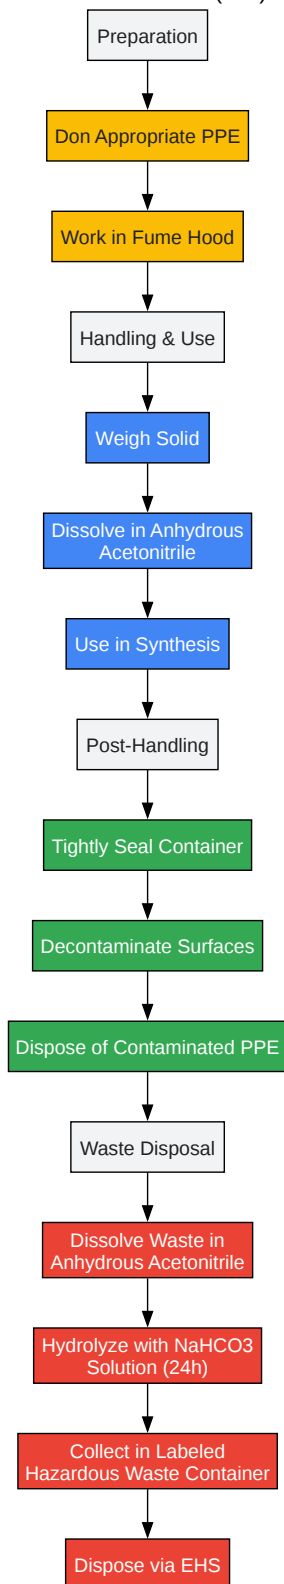 Preparation
Don Appropriate PPE
Work in Fume Hood
Handling & Use
Weigh Solid
Dissolve in Anhydrous
Acetonitrile
Use in Synthesis
Post-Handling
Tightly Seal Container
Decontaminate Surfaces
Dispose of Contaminated PPE
Waste Disposal
Dissolve Waste in
Anhydrous Acetonitrile
Hydrolyze with NaHCO3
Solution (24h)
Collect in Labeled
Hazardous Waste Container
Dispose via EHS